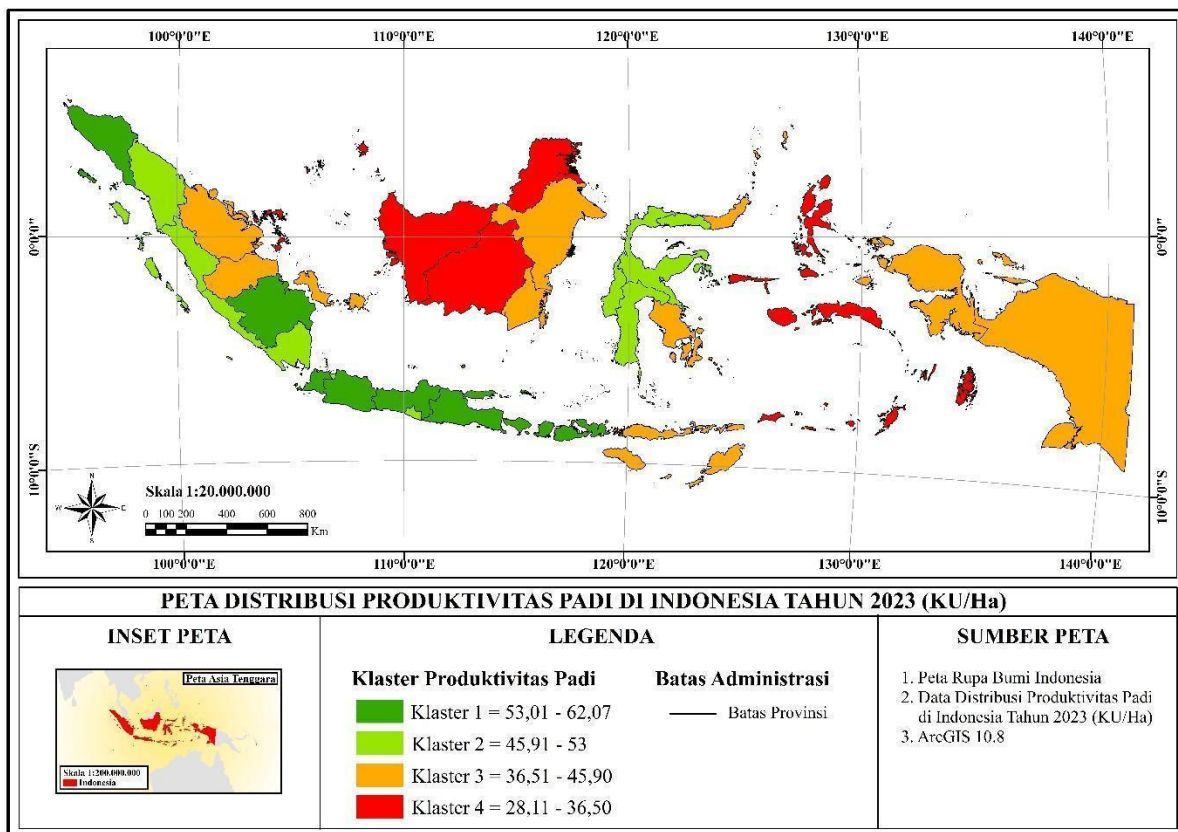 100°0'0"E 110°0'0"E 120°0'0"E 130°0'0"E 140°0'0"E
0°0'0" 0°0'0"
10°0'0"S 10°0'0"S
N
W E
S
Skala 1:20.000.000
0 100 200 400 600 800
Km
100°0'0"E 110°0'0"E 120°0'0"E 130°0'0"E 140°0'0"E
PETA DISTRIBUSI PRODUKTIVITAS PADI DI INDONESIA TAHUN 2023 (KU/Ha)
INSET PETA
Peta Asia Tenggara
Skala 1:200.000.000
Indonesia
LEGENDA
Klaster Produktivitas Padi
Klaster 1 = 53,01 - 62,07
Klaster 2 = 45,91 - 53
Klaster 3 = 36,51 - 45,90
Klaster 4 = 28,11 - 36,50
Batas Administrasi
Batas Provinsi
SUMBER PETA
1. Peta Rupa Bumi Indonesia
2. Data Distribusi Produktivitas Padi
di Indonesia Tahun 2023 (KU/Ha)
3. ArcGIS 10.8